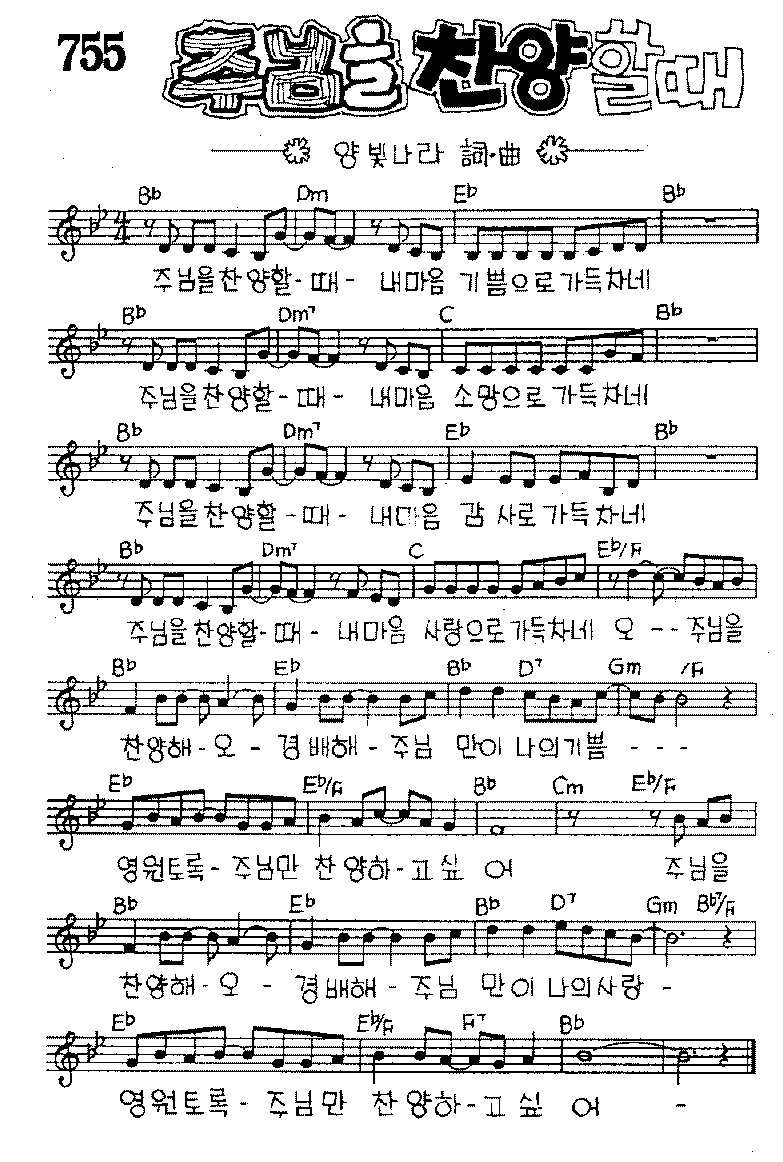 755 주님을 찬양할때
양빛나라 詞·曲
Bb Dm Eb Bb
주님을찬양할-때- 내마음 기쁨으로가득차네
Bb Dm7 C Bb
주님을찬양할-때- 내마음 소망으로가득차네
Bb Dm7 Eb Bb
주님을찬양할-때- 내마음 감사로가득차네
Bb Dm7 C Eb/F
주님을찬양할-때- 내마음 사랑으로가득차네 오--주님을
Bb Eb Bb D7 Gm /F
찬양해-오- 경배해-주님 만이나의기쁨 - - -
Eb Eb/F Bb Cm Eb/F
영원토록-주님만 찬양하-고싶 어 주님을
Bb Eb Bb D7 Gm Bb7/F
찬양해-오- 경배해-주님 만이나의사랑 -
Eb Eb/F F7 Bb
영원토록-주님만 찬양하-고싶 어 -